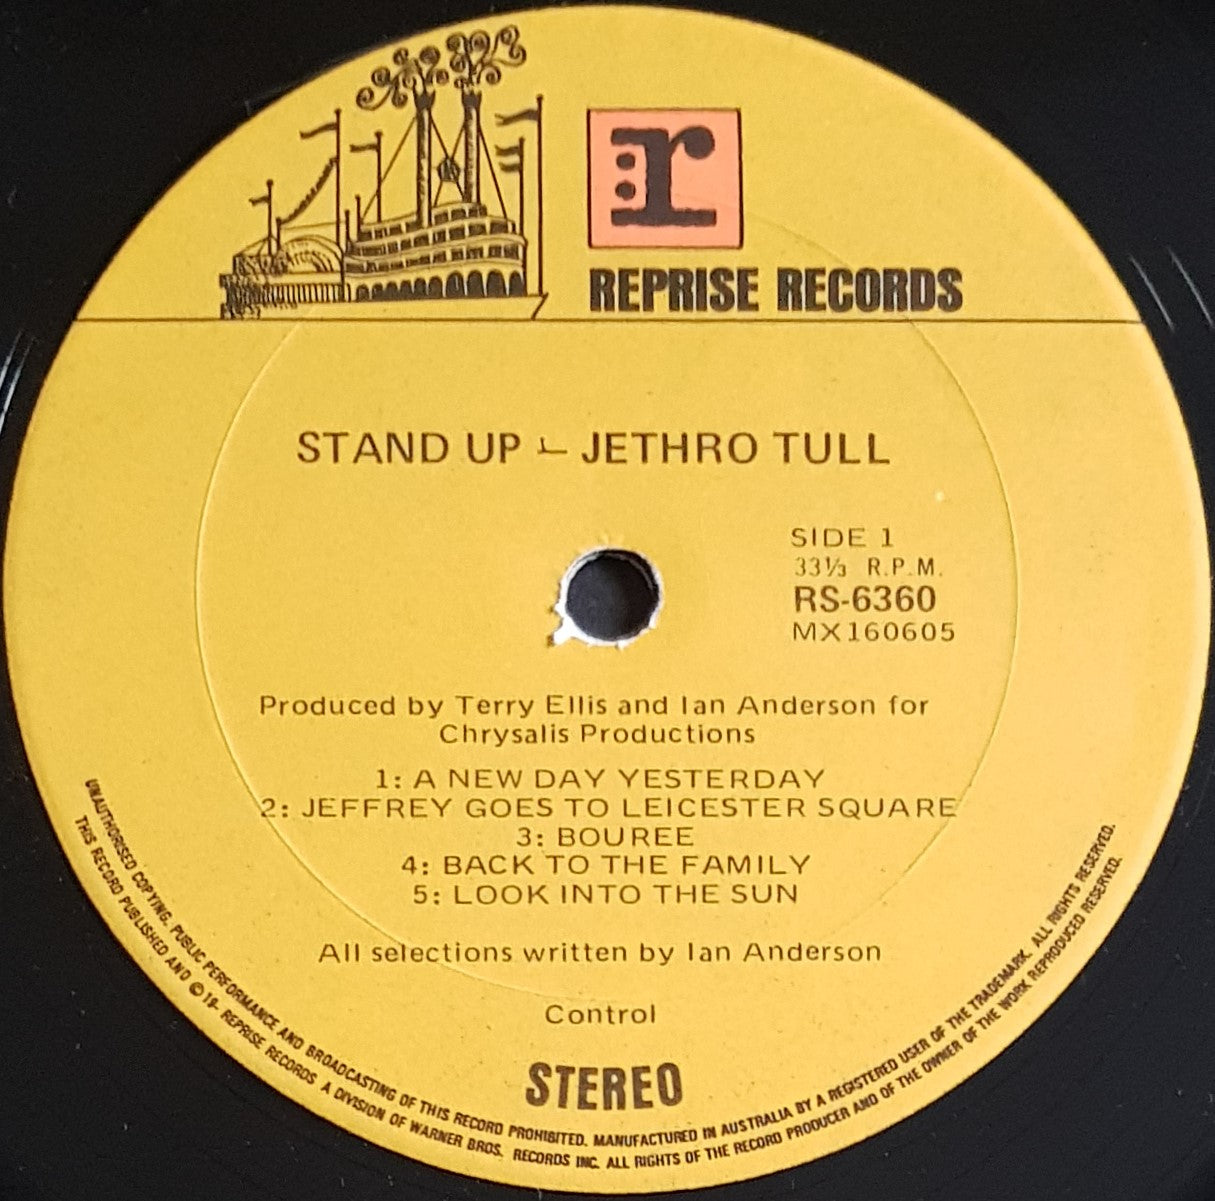 r
REPRISE RECORDS
STAND UP - JETHRO TULL
SIDE 1
33⅓ R.P.M.
RS-6360
MX160605
Produced by Terry Ellis and Ian Anderson for
Chrysalis Productions
1: A NEW DAY YESTERDAY
2: JEFFREY GOES TO LEICESTER SQUARE
3: BOUREE
4: BACK TO THE FAMILY
5: LOOK INTO THE SUN
All selections written by Ian Anderson
Control
STEREO
UNAUTHORISED COPYING, PUBLIC PERFORMANCE AND BROADCASTING OF THIS RECORD PROHIBITED. MANUFACTURED IN AUSTRALIA BY A REGISTERED USER OF THE TRADEMARK. ALL RIGHTS RESERVED.
THIS RECORD PUBLISHED AND © 19- REPRISE RECORDS A DIVISION OF WARNER BROS. RECORDS INC. ALL RIGHTS OF THE RECORD PRODUCER AND OF THE OWNER OF THE WORK REPRODUCED RESERVED.